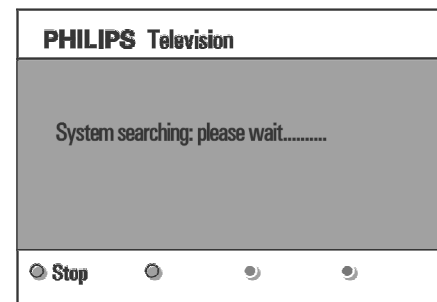 PHILIPS Television
System searching: please wait..........
Stop